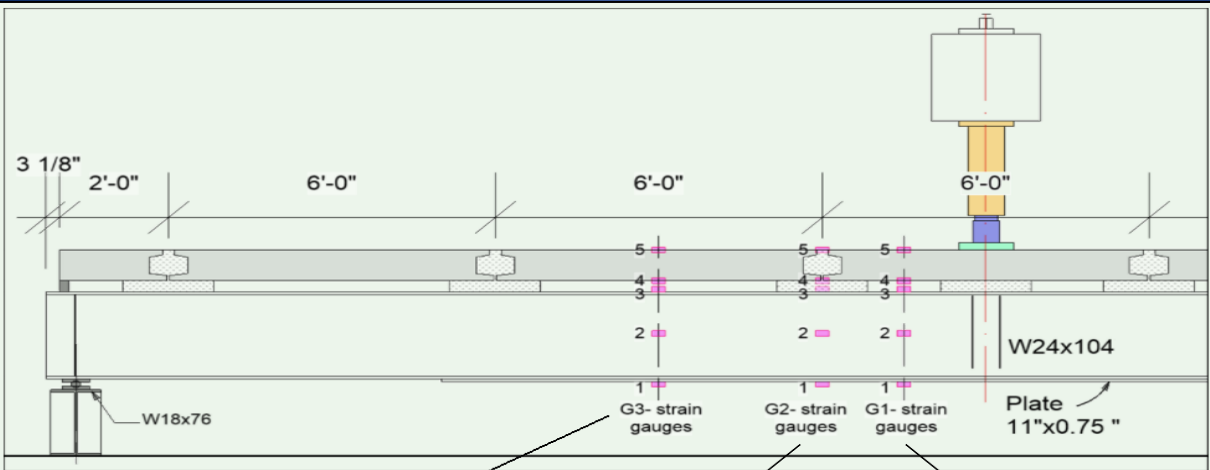 3 1/8"
2'-0"
6'-0"
6'-0"
6'-0"
5
5
5
4
4
4
3
3
3
2
2
2
W24x104
1
1
1
W18x76
G3- strain
gauges
G2- strain
gauges
G1- strain
gauges
Plate
11"x0.75 "